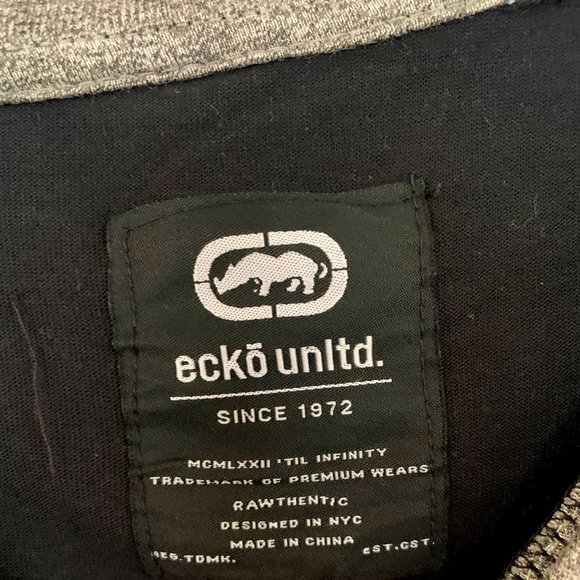 eckõ unltd.
SINCE 1972
MCMLXXII 'TIL INFINITY
TRADEMARK OF PREMIUM WEARS
RAWTHENTIC
DESIGNED IN NYC
MADE IN CHINA
REG.TDMK. EST.CST.